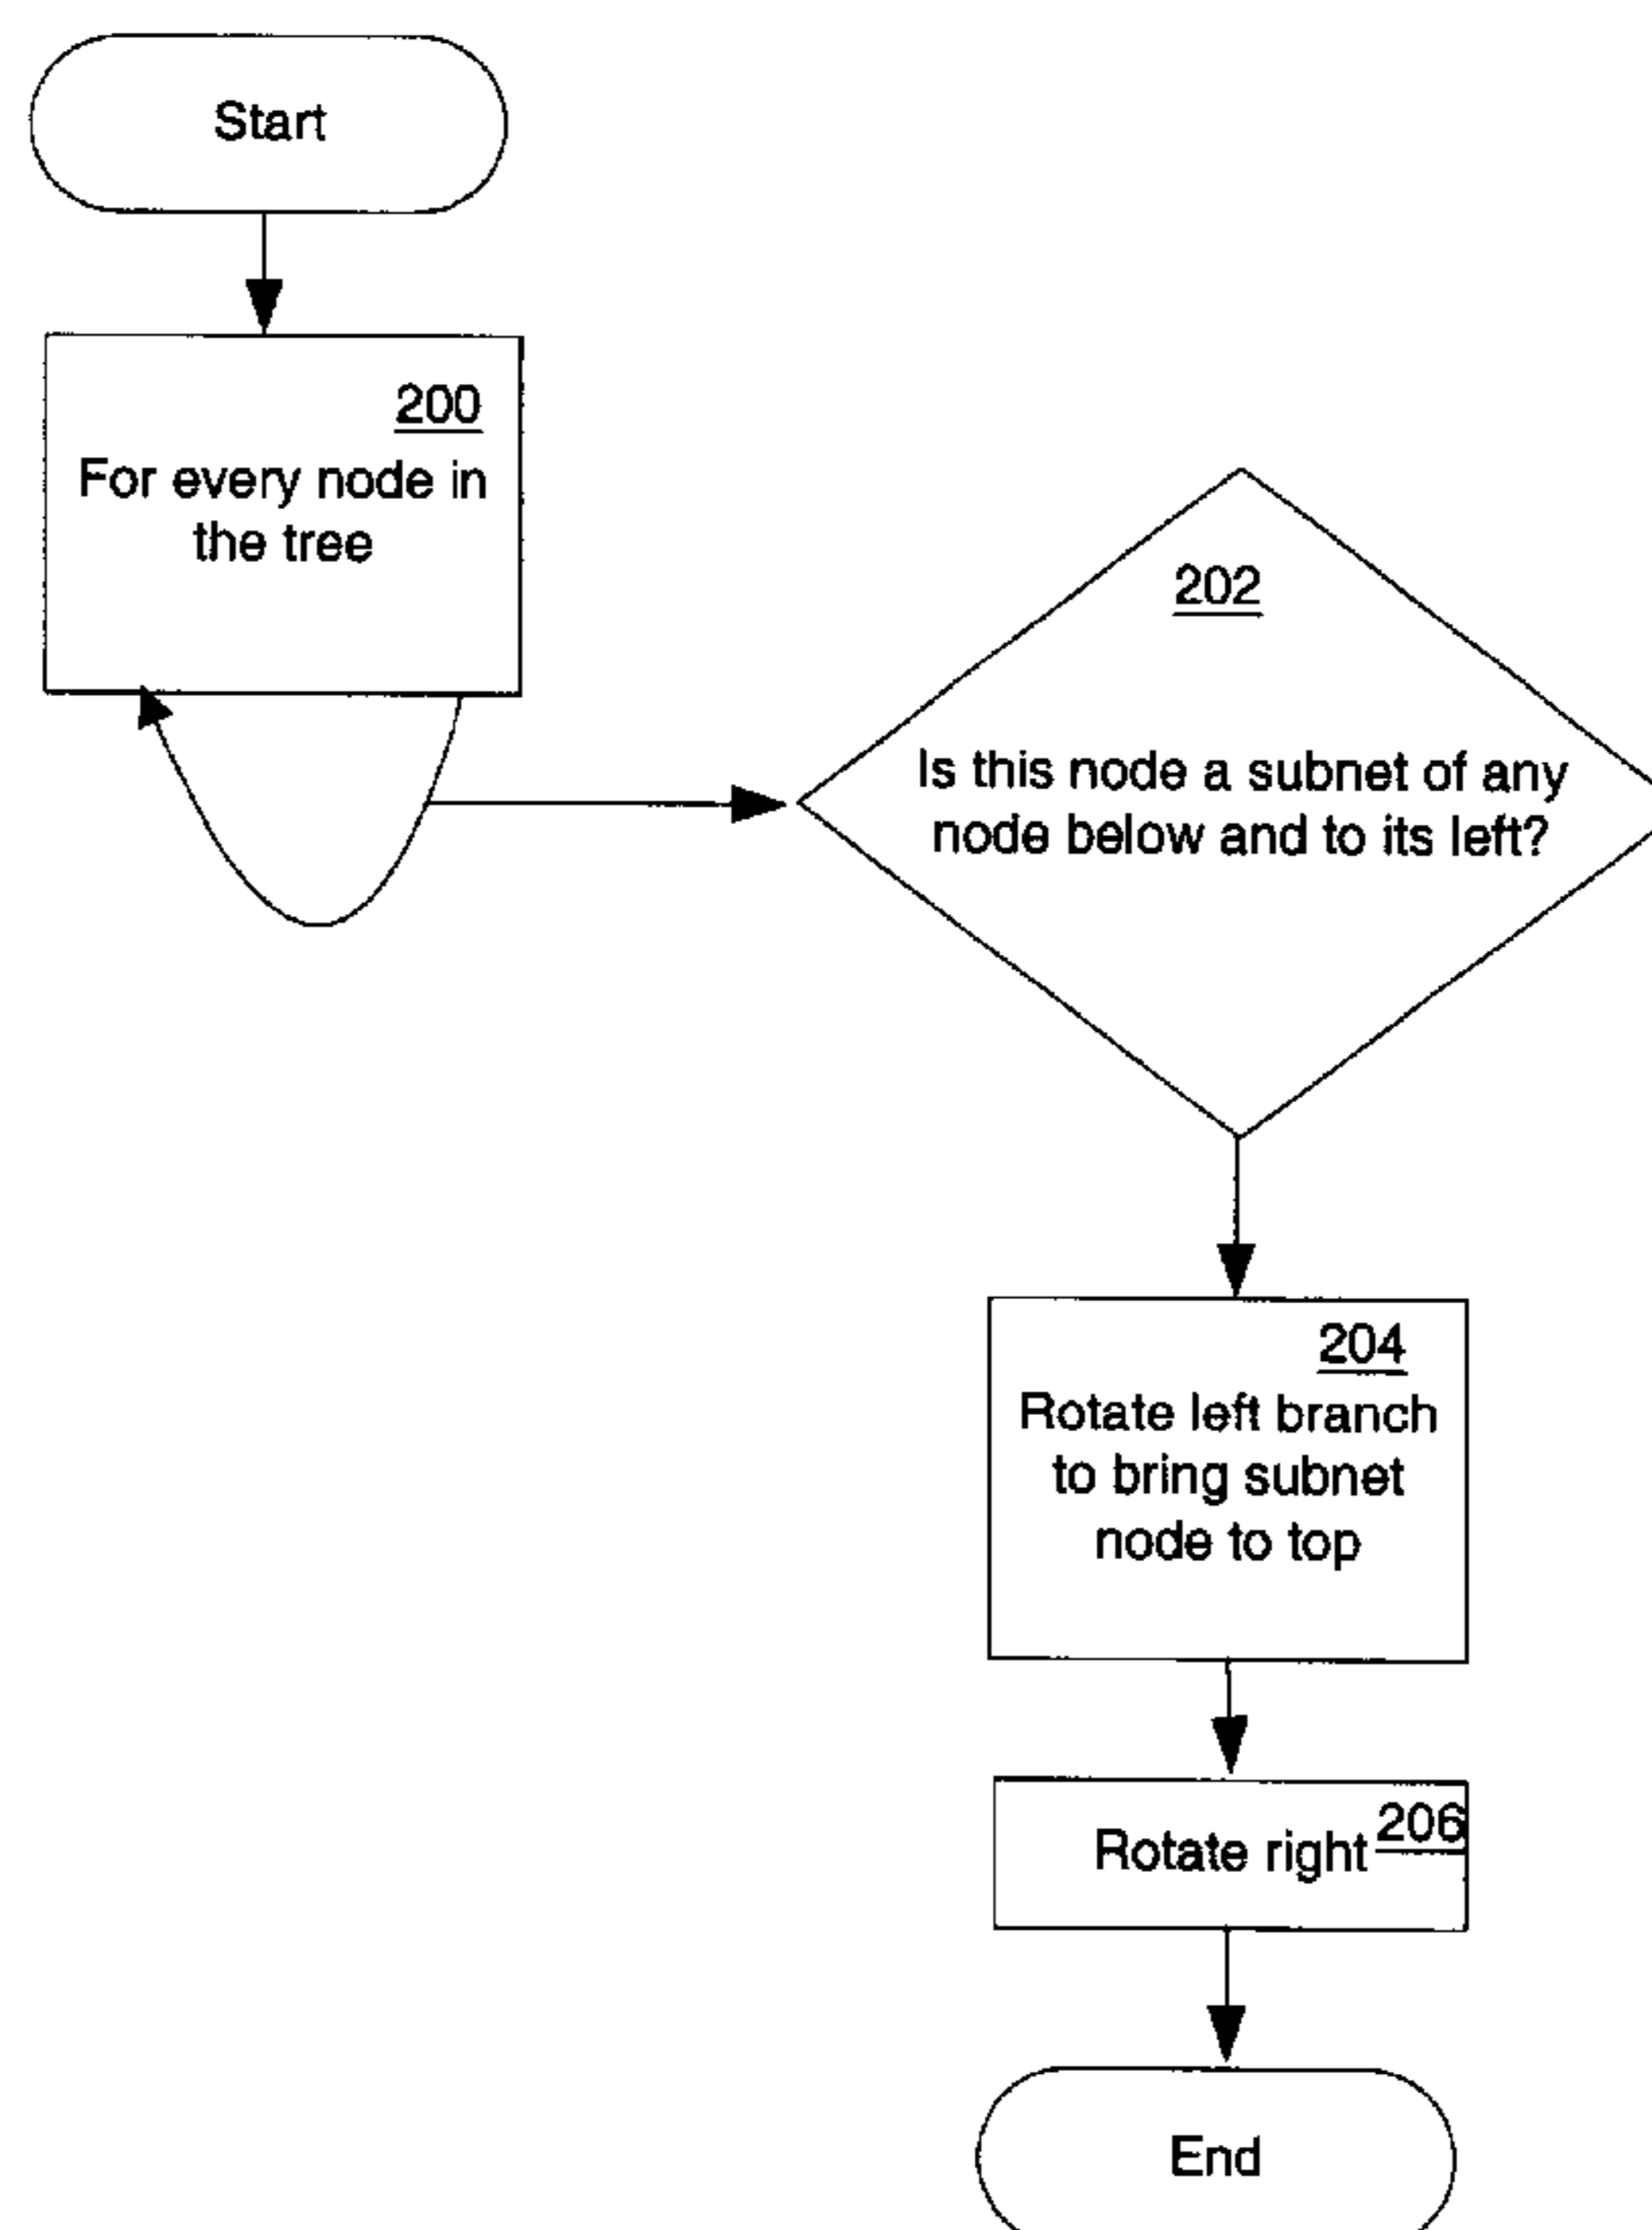 Start
200
For every node in
the tree
202
Is this node a subnet of any
node below and to its left?
204
Rotate left branch
to bring subnet
node to top
206
Rotate right
End